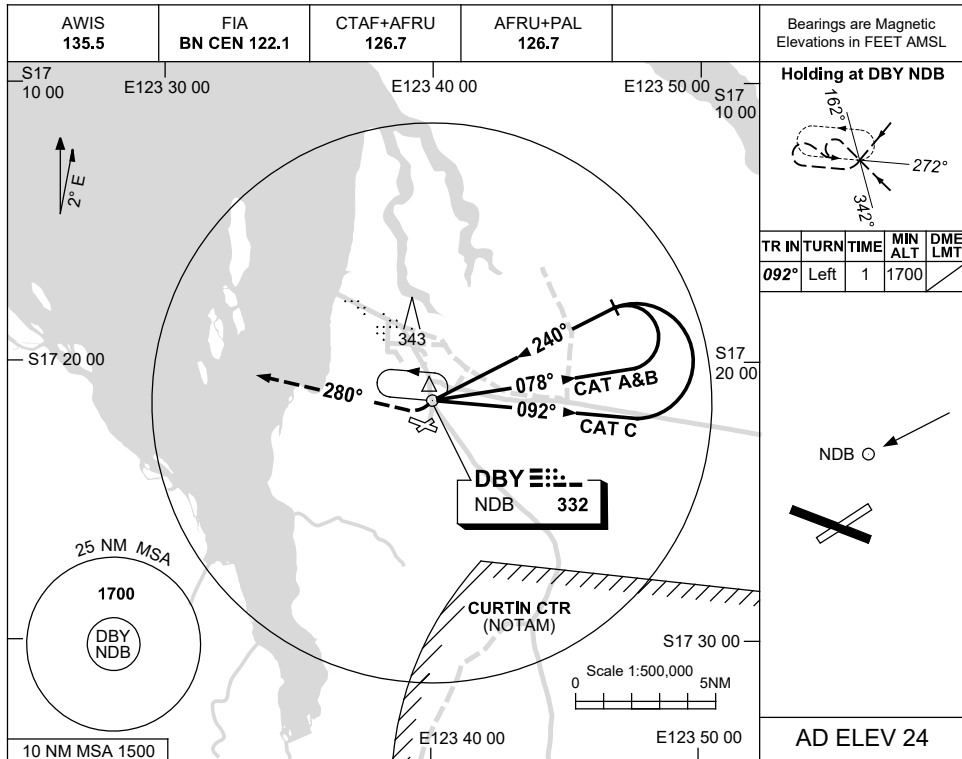 AWIS
135.5
FIA
BN CEN 122.1
CTAF+AFRU
126.7
AFRU+PAL
126.7
Bearings are Magnetic
Elevations in FEET AMSL
S17
10 00
E123 30 00
E123 40 00
E123 50 00
S17
10 00
2° E
Holding at DBY NDB
162°
272°
342°
TR IN TURN TIME MIN ALT DME LMT
092° Left 1 1700
343
S17 20 00
S17
20 00
240°
078°
CAT A&B
092°
CAT C
280°
DBY
NDB 332
NDB
25 NM MSA
1700
DBY
NDB
CURTIN CTR
(NOTAM)
S17 30 00
Scale 1:500,000
0 5NM
10 NM MSA 1500
E123 40 00
E123 50 00
AD ELEV 24